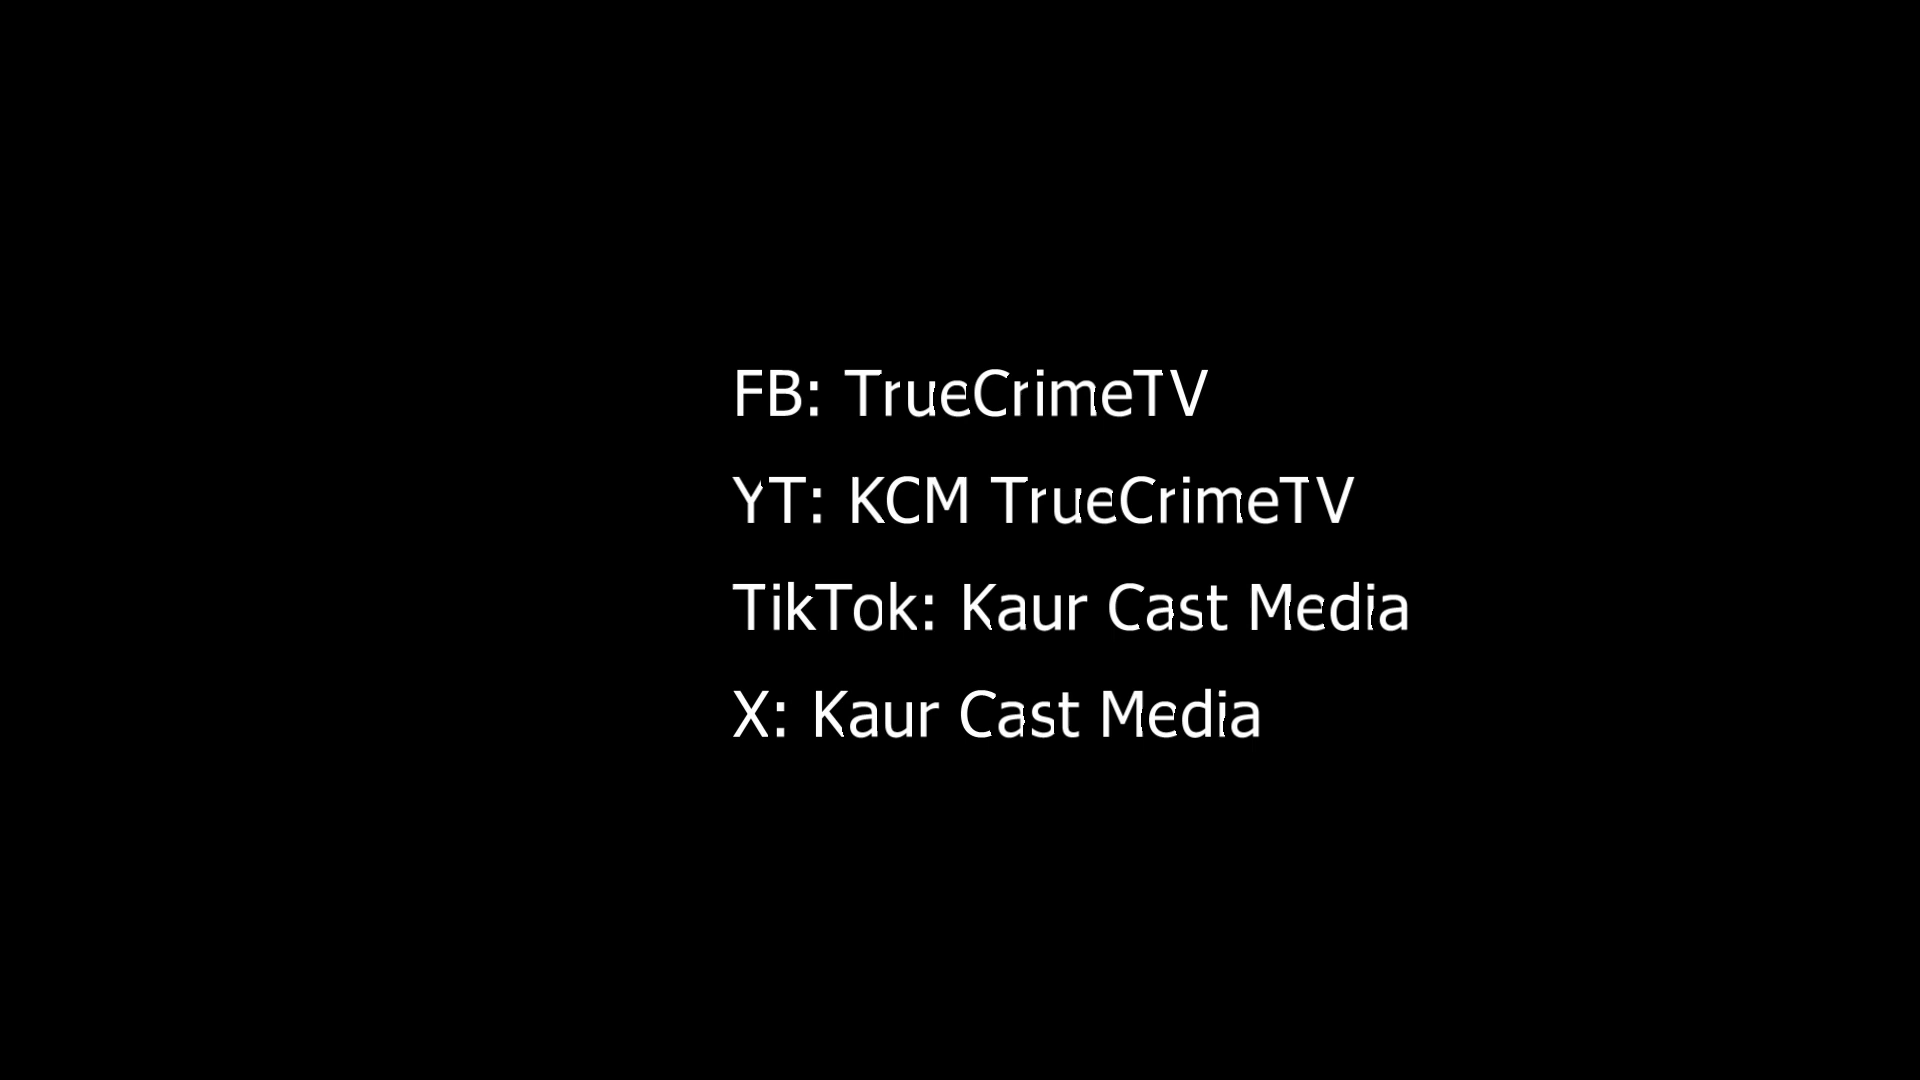 FB: TrueCrimeTV
YT: KCM TrueCrimeTV
TikTok: Kaur Cast Media
X: Kaur Cast Media